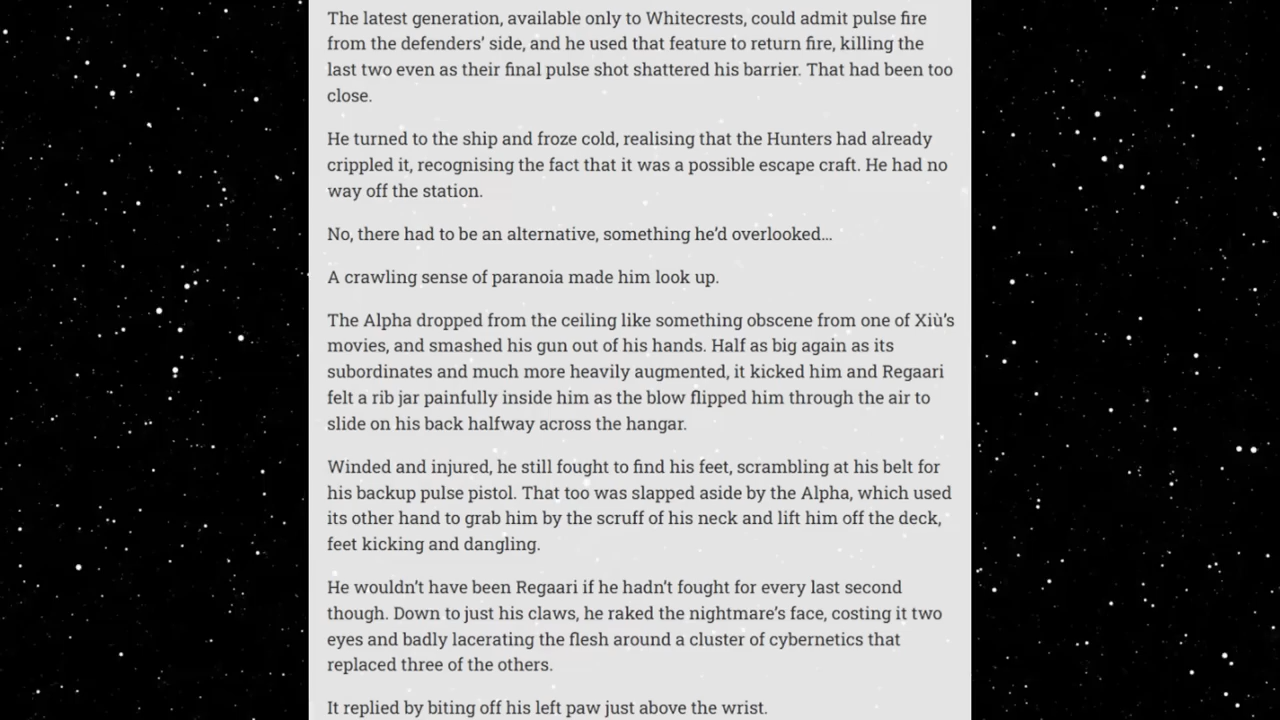 The latest generation, available only to Whitecrests, could admit pulse fire
from the defenders’ side, and he used that feature to return fire, killing the
last two even as their final pulse shot shattered his barrier. That had been too
close.
He turned to the ship and froze cold, realising that the Hunters had already
crippled it, recognising the fact that it was a possible escape craft. He had no
way off the station.
No, there had to be an alternative, something he’d overlooked…
A crawling sense of paranoia made him look up.
The Alpha dropped from the ceiling like something obscene from one of Xiù’s
movies, and smashed his gun out of his hands. Half as big again as its
subordinates and much more heavily augmented, it kicked him and Regaari
felt a rib jar painfully inside him as the blow flipped him through the air to
slide on his back halfway across the hangar.
Winded and injured, he still fought to find his feet, scrambling at his belt for
his backup pulse pistol. That too was slapped aside by the Alpha, which used
its other hand to grab him by the scruff of his neck and lift him off the deck,
feet kicking and dangling.
He wouldn’t have been Regaari if he hadn’t fought for every last second
though. Down to just his claws, he raked the nightmare’s face, costing it two
eyes and badly lacerating the flesh around a cluster of cybernetics that
replaced three of the others.
It replied by biting off his left paw just above the wrist.